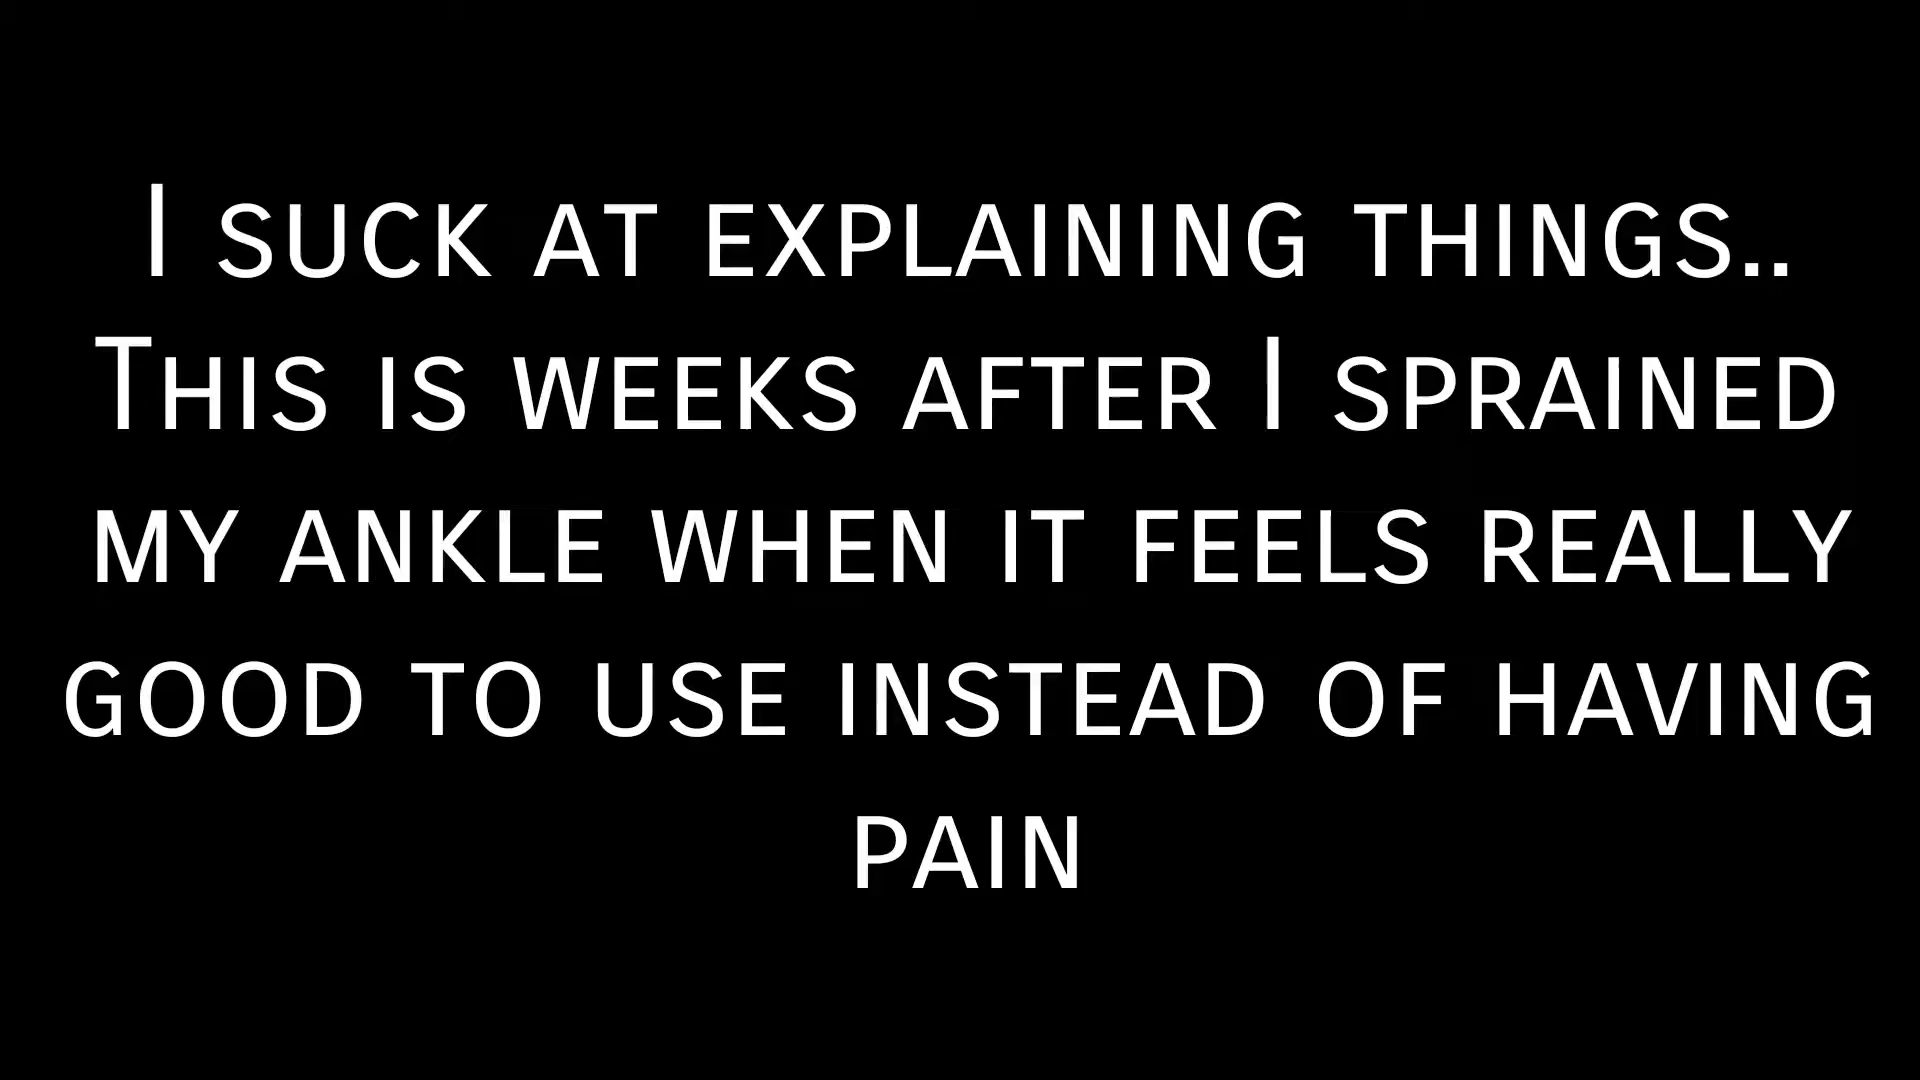 I suck at explaining things..
This is weeks after I sprained
my ankle when it feels really
good to use instead of having
pain